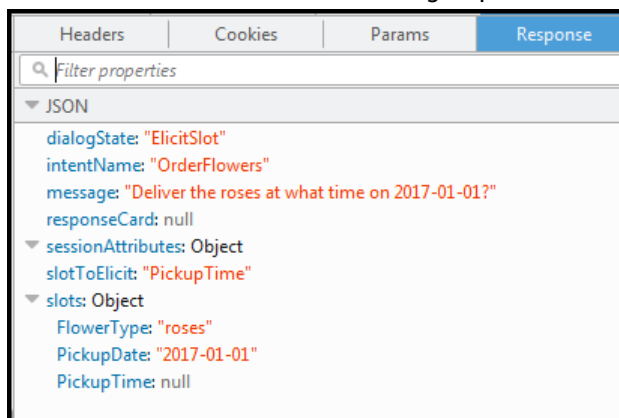 Headers Cookies Params Response
Filter properties
JSON
dialogState: "ElicitSlot"
intentName: "OrderFlowers"
message: "Deliver the roses at what time on 2017-01-01?"
responseCard: null
sessionAttributes: Object
slotToElicit: "PickupTime"
slots: Object
FlowerType: "roses"
PickupDate: "2017-01-01"
PickupTime: null